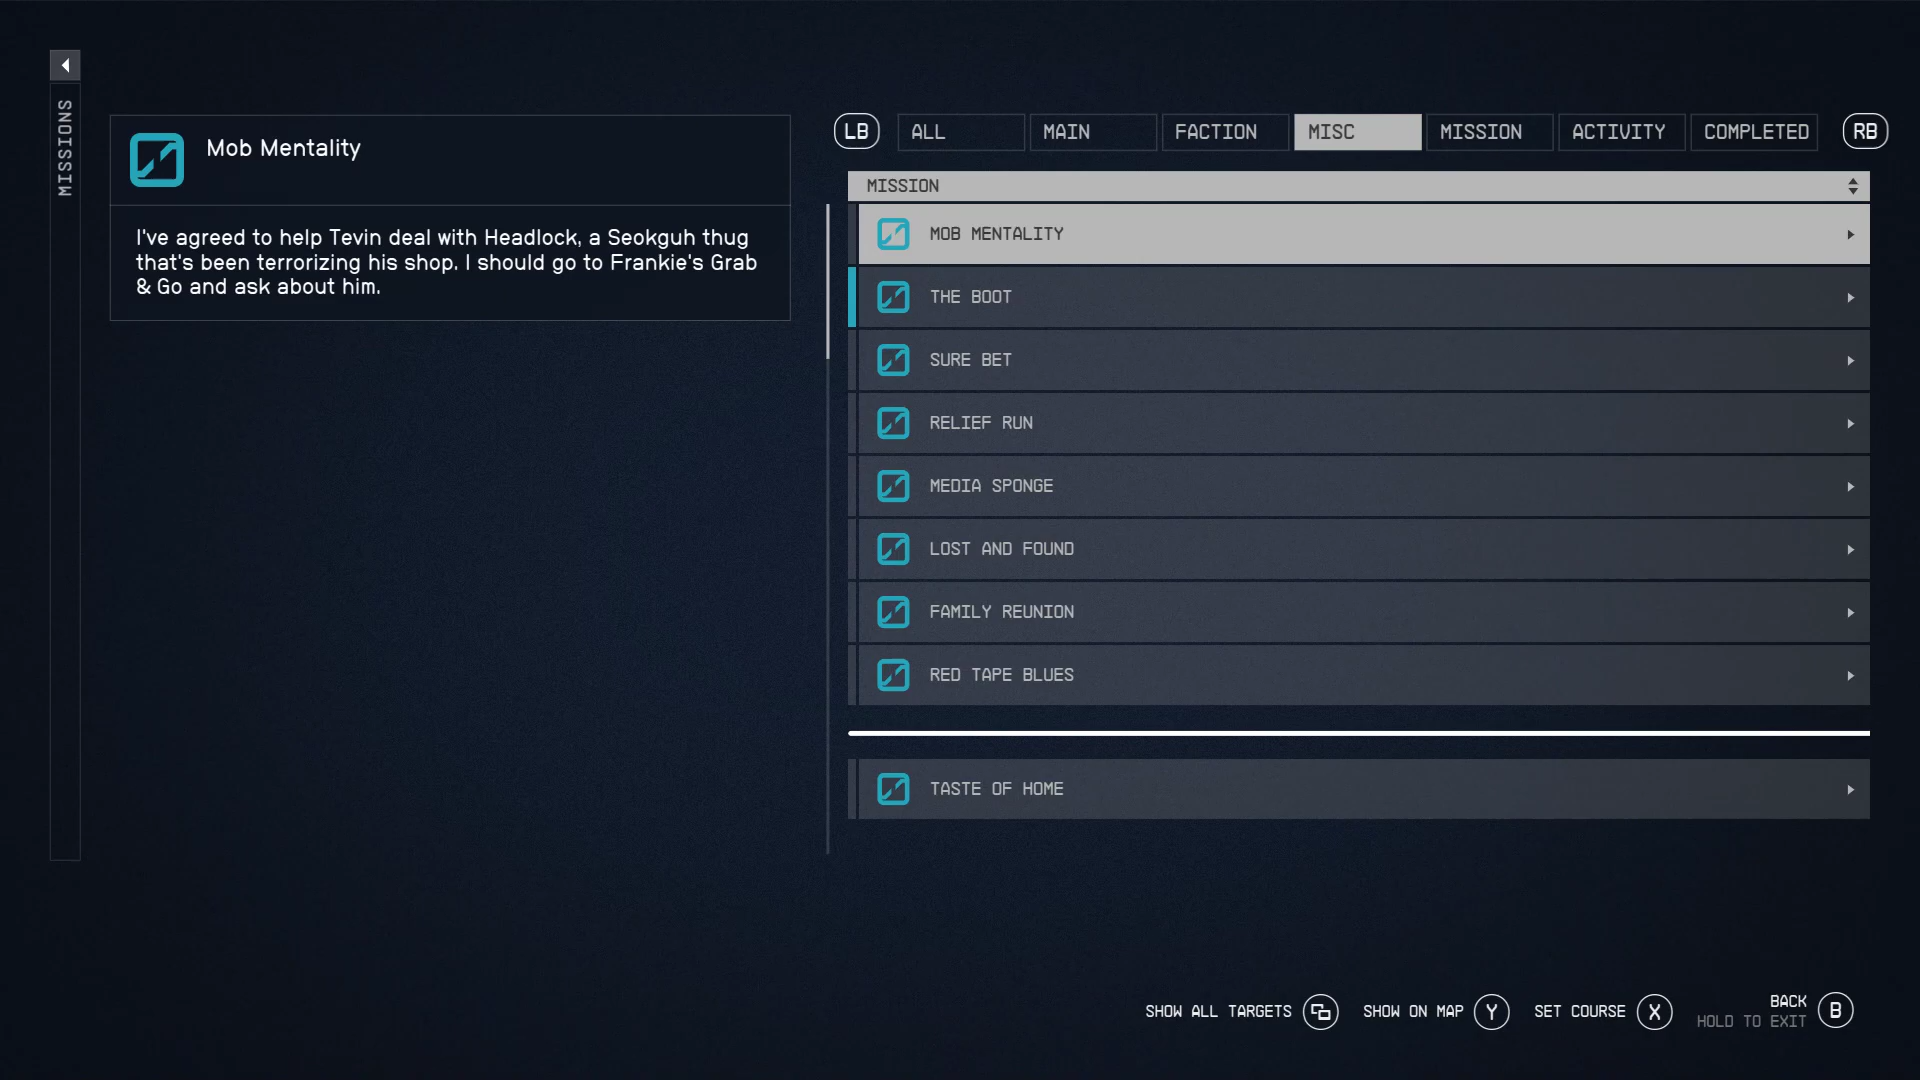 MISSIONS
Mob Mentality
I've agreed to help Tevin deal with Headlock, a Seokguh thug
that's been terrorizing his shop. I should go to Frankie's Grab
& Go and ask about him.
LB ALL MAIN FACTION MISC MISSION ACTIVITY COMPLETED RB
MISSION
MOB MENTALITY
THE BOOT
SURE BET
RELIEF RUN
MEDIA SPONGE
LOST AND FOUND
FAMILY REUNION
RED TAPE BLUES
TASTE OF HOME
SHOW ALL TARGETS SHOW ON MAP Y SET COURSE X BACK B
HOLD TO EXIT